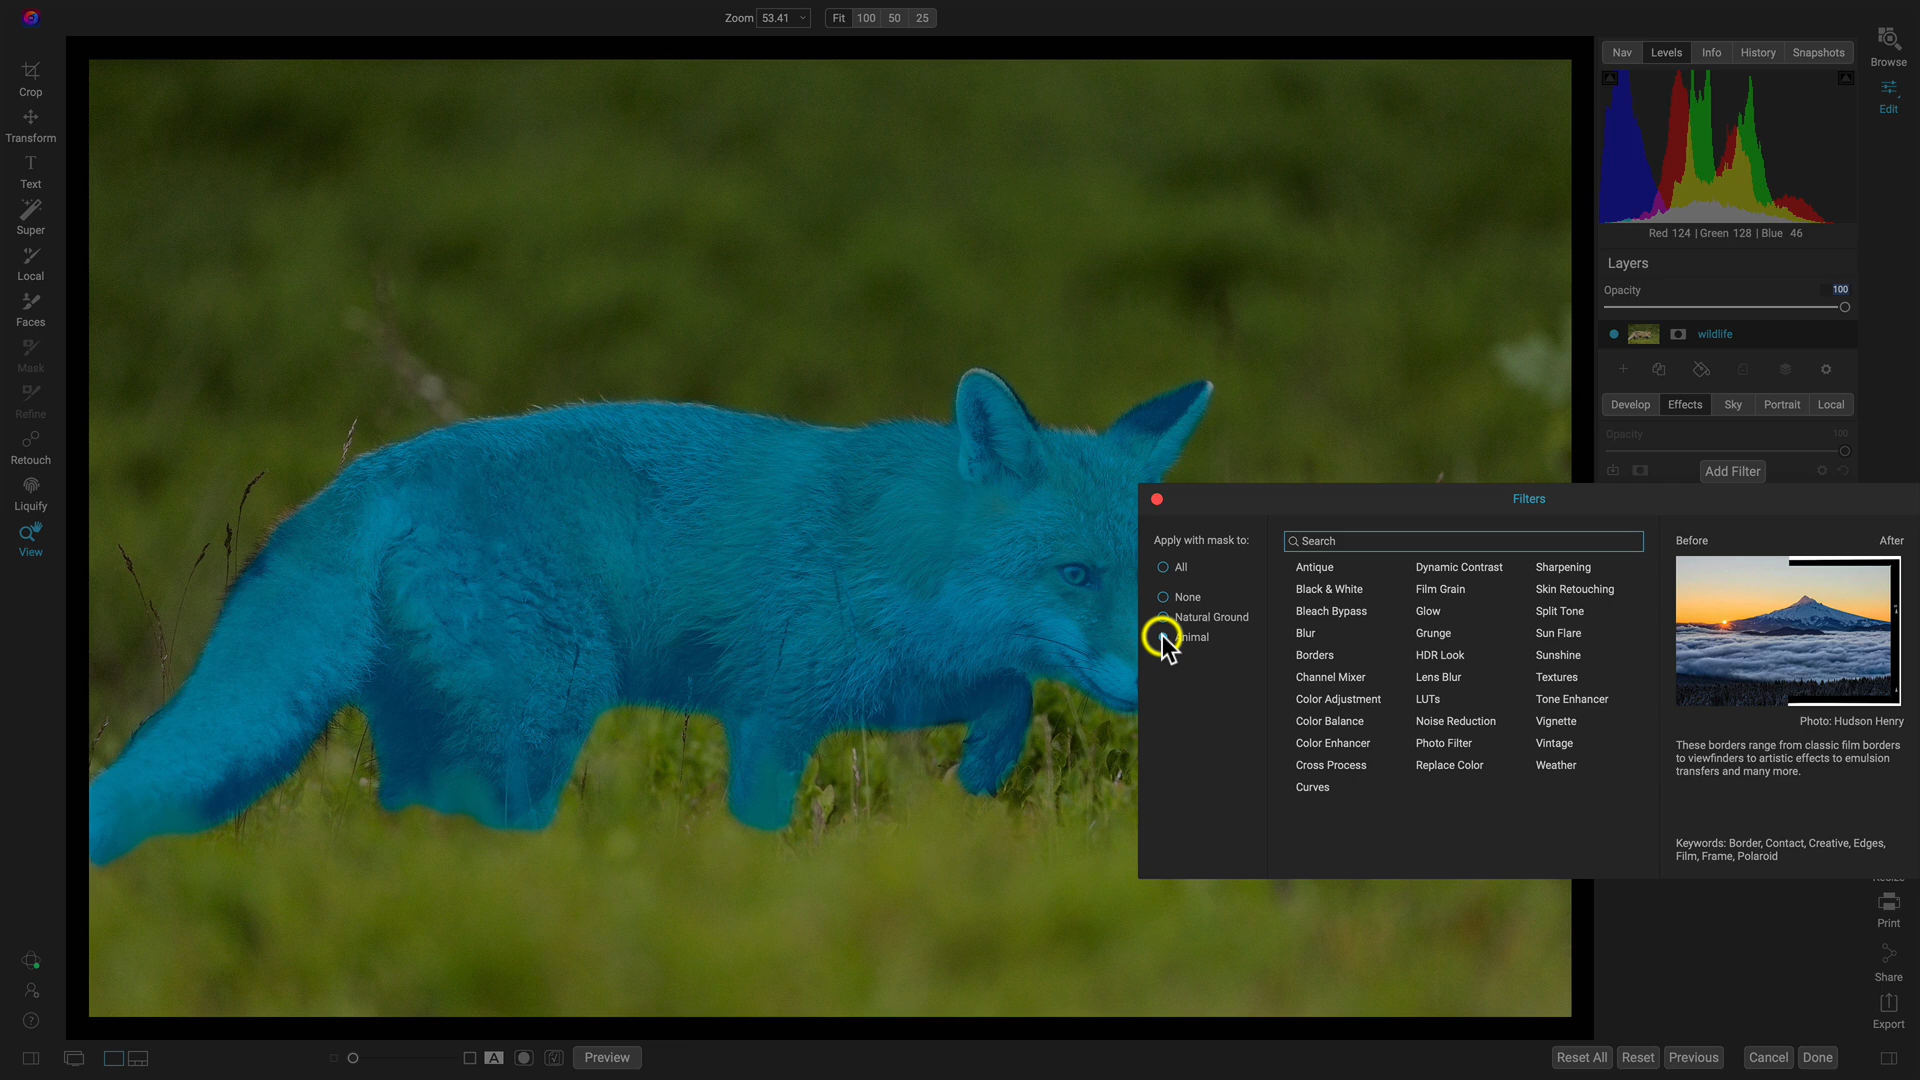 Zoom 53.41 Fit 100 50 25
Crop
Transform
Text
Super
Local
Faces
Mask
Refine
Retouch
Liquify
View
Nav Levels Info History Snapshots
Red 124 | Green 128 | Blue 46
Layers
Opacity 100
wildlife
Develop Effects Sky Portrait Local
Opacity 100
Add Filter
Browse
Edit
Filters
Apply with mask to:
All
None
Natural Ground
Animal
Search
Antique
Black & White
Bleach Bypass
Blur
Borders
Channel Mixer
Color Adjustment
Color Balance
Color Enhancer
Cross Process
Curves
Dynamic Contrast
Film Grain
Glow
Grunge
HDR Look
Lens Blur
LUTs
Noise Reduction
Photo Filter
Replace Color
Sharpening
Skin Retouching
Split Tone
Sun Flare
Sunshine
Textures
Tone Enhancer
Vignette
Vintage
Weather
Before After
Photo: Hudson Henry
These borders range from classic film borders
to viewfinders to artistic effects to emulsion
transfers and many more.
Keywords: Border, Contact, Creative, Edges,
Film, Frame, Polaroid
Print
Share
Export
A
Preview
Reset All Reset Previous Cancel Done